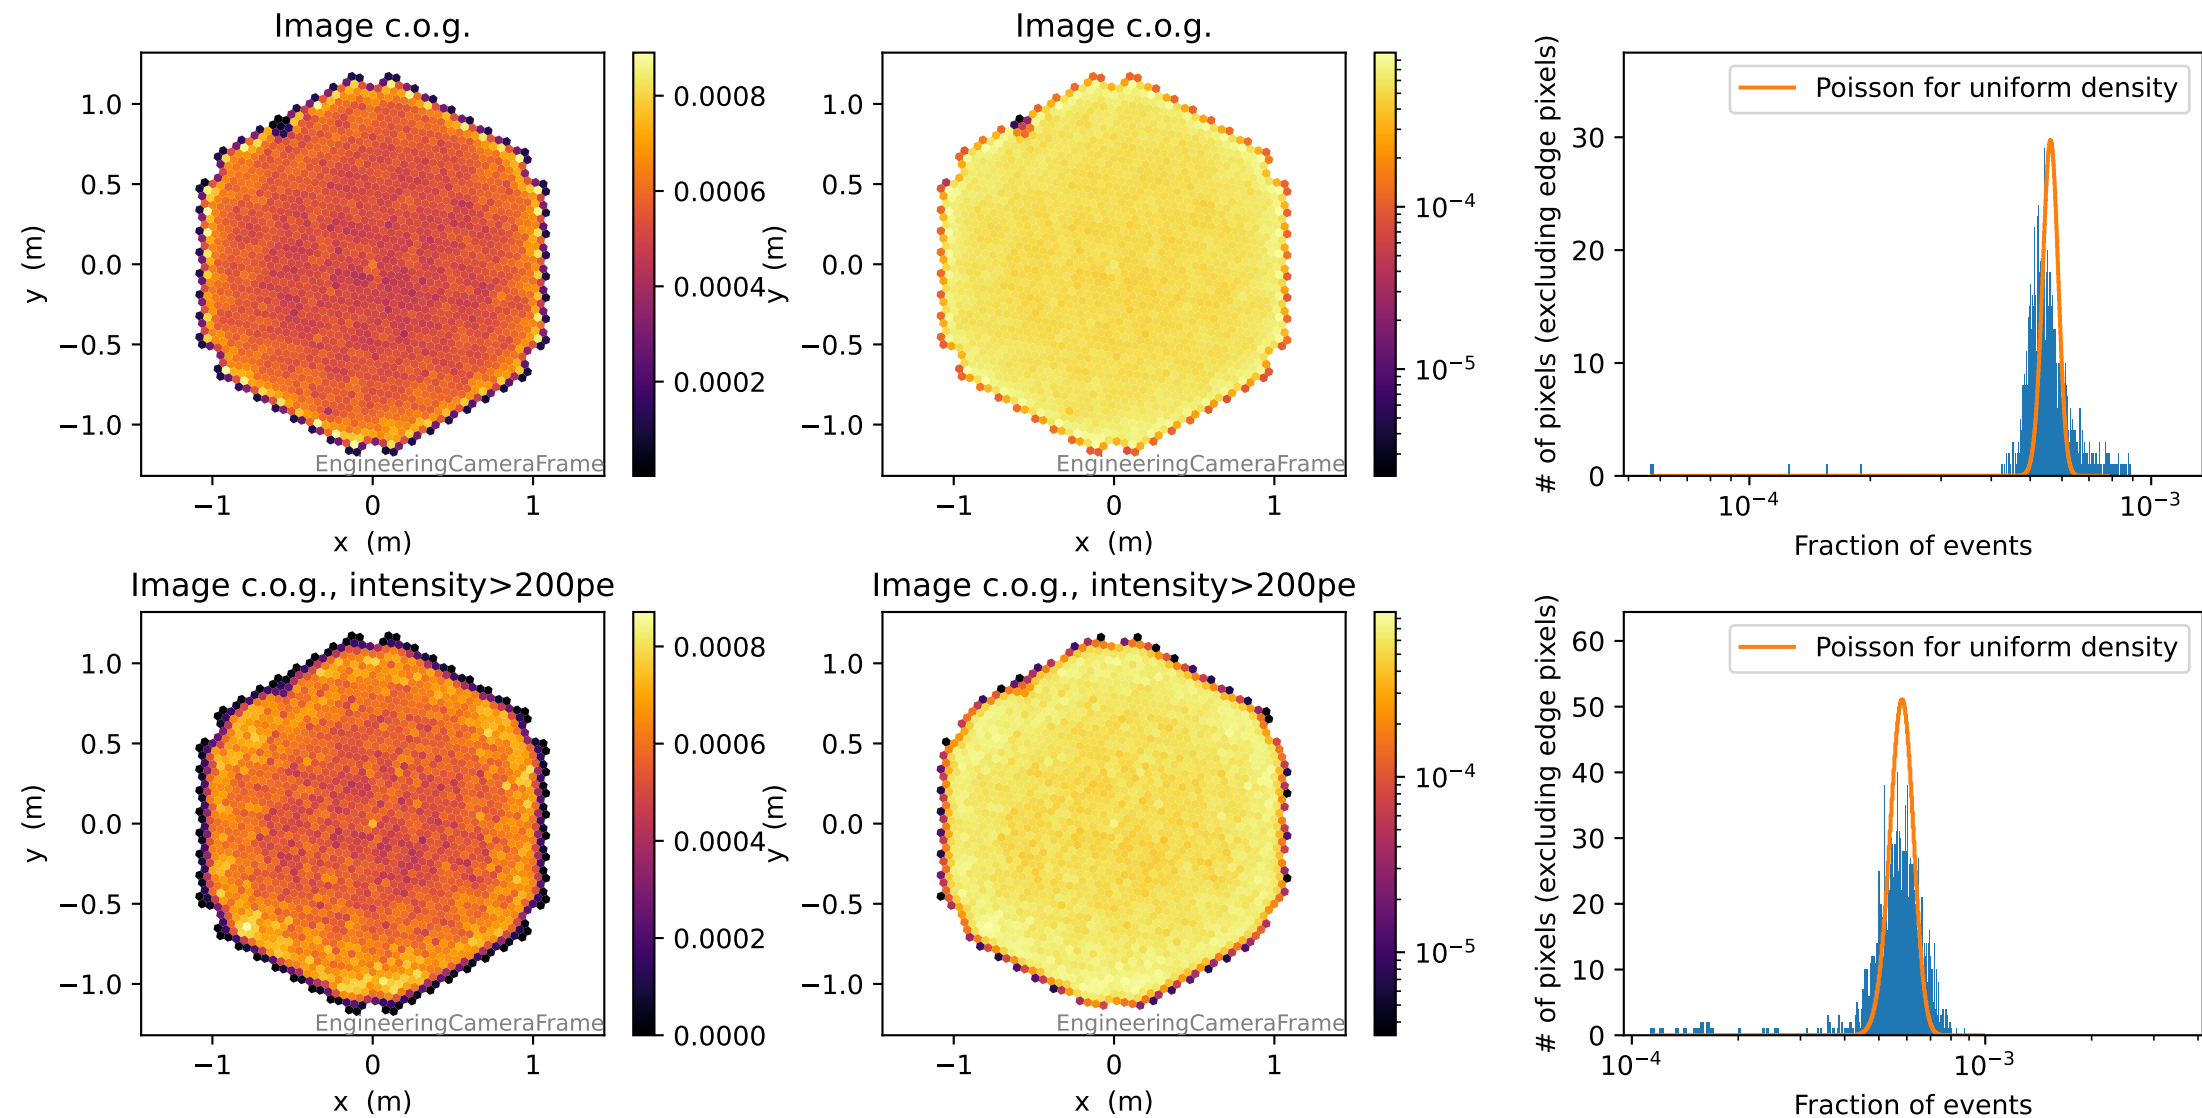 Image c.o.g.
1.0
0.5
0.0
−0.5
−1.0
y (m)
−1
0
1
x (m)
EngineeringCameraFrame
0.0008
0.0006
0.0004
0.0002
Image c.o.g.
1.0
0.5
0.0
−0.5
−1.0
y (m)
−1
0
1
x (m)
EngineeringCameraFrame
10⁻⁴
10⁻⁵
Poisson for uniform density
# of pixels (excluding edge pixels)
30
20
10
0
10⁻⁴
10⁻³
Fraction of events
Image c.o.g., intensity>200pe
1.0
0.5
0.0
−0.5
−1.0
y (m)
−1
0
1
x (m)
EngineeringCameraFrame
0.0008
0.0006
0.0004
0.0002
0.0000
Image c.o.g., intensity>200pe
1.0
0.5
0.0
−0.5
−1.0
y (m)
−1
0
1
x (m)
EngineeringCameraFrame
10⁻⁴
10⁻⁵
Poisson for uniform density
# of pixels (excluding edge pixels)
60
50
40
30
20
10
0
10⁻⁴
10⁻³
Fraction of events